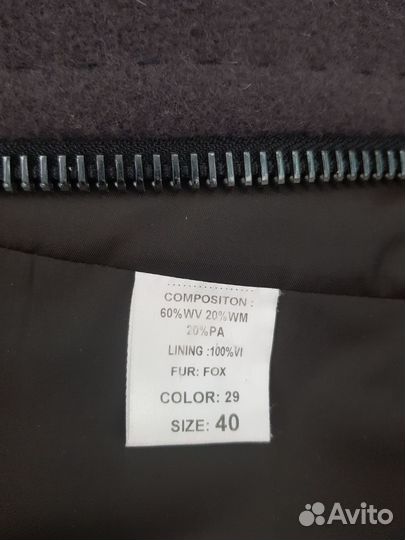 COMPOSITON :
60%WV 20%WM
20%PA
LINING :100%VI
FUR: FOX
COLOR: 29
SIZE: 40
Avito